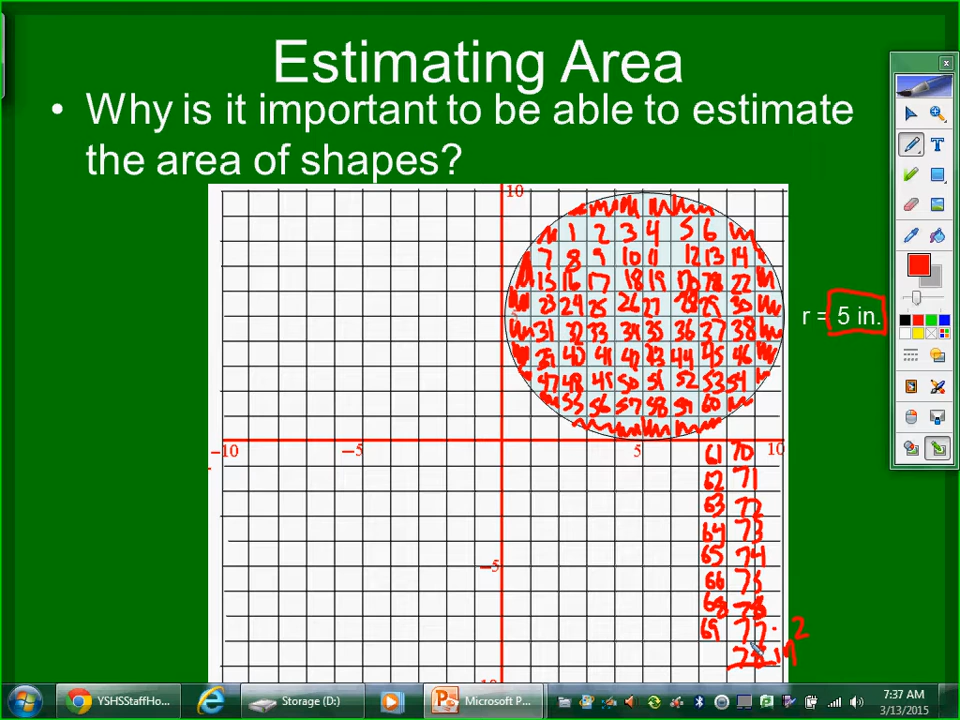 Estimating Area
• Why is it important to be able to estimate
the area of shapes?
10
1 2 3 4 5 6
7 8 9 10 11 12 13 14
15 16 17 18 19 22
23 24 25 26 27 28 29 30
r = 5 in.
31 32 33 34 35 36 37 38
39 40 41 42 43 44 45 46
47 48 49 50 51 52 53 54
55 56 57 58 59 60
-10 -5 5 10
61 70
62 71
63 72
64 73
-5
65 74
66 75
68
69 77
78 in 2
YSHSStaffHo...
Storage (D:)
Microsoft P...
7:37 AM
3/13/2015